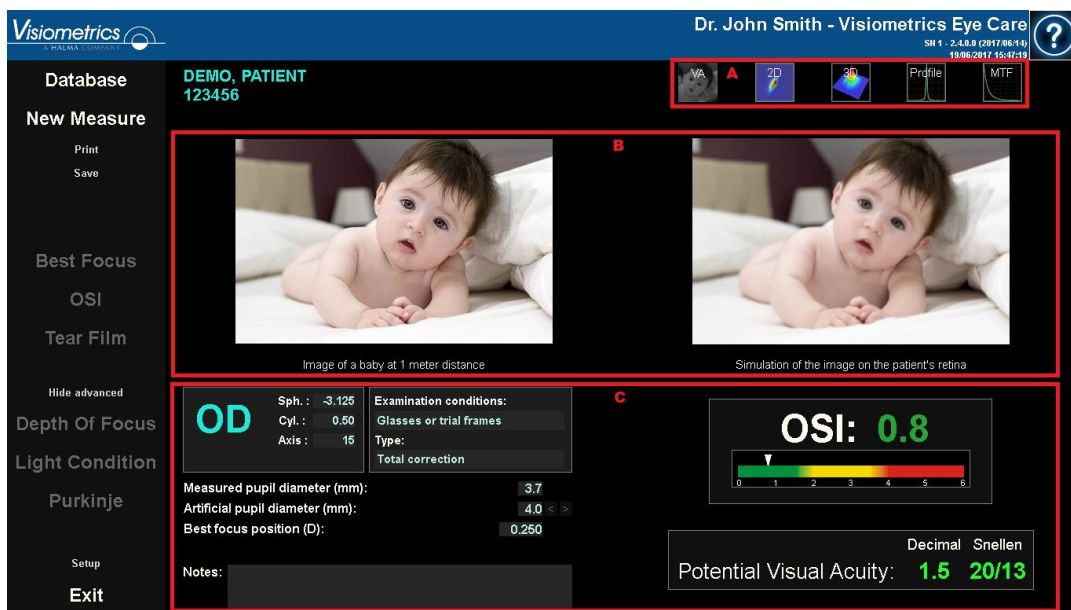 Visiometrics
A HALMA COMPANY
Dr. John Smith - Visiometrics Eye Care
SN 1 - 2.4.0.0 (2017/06/14)
19/06/2017 15:47:19
?
Database
New Measure
Print
Save
Best Focus
OSI
Tear Film
Hide advanced
Depth Of Focus
Light Condition
Purkinje
Setup
Exit
DEMO, PATIENT
123456
VA A 2D 3D Profile MTF
B
Image of a baby at 1 meter distance
Simulation of the image on the patient's retina
C
OD
Sph. : -3.125
Cyl. : 0.50
Axis : 15
Examination conditions:
Glasses or trial frames
Type:
Total correction
Measured pupil diameter (mm): 3.7
Artificial pupil diameter (mm): 4.0 < >
Best focus position (D): 0.250
Notes:
OSI: 0.8
0 1 2 3 4 5 6
Decimal Snellen
Potential Visual Acuity: 1.5 20/13